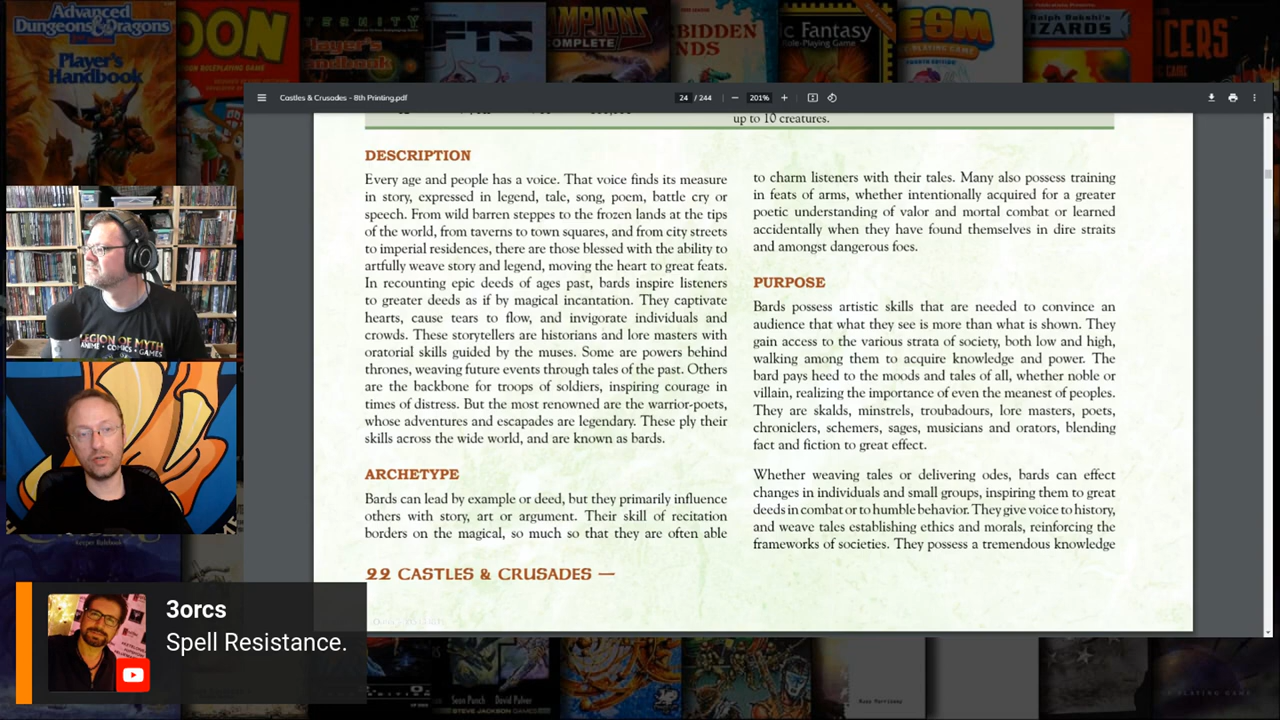 Advanced
Dungeons & Dragons
Player's
Handbook
CHAMPIONS
COMPLETE
Ralph Bakshi's
WIZARDS
Castles & Crusades - 8th Printing.pdf
24 / 244
201%
up to 10 creatures.
DESCRIPTION
Every age and people has a voice. That voice finds its measure
in story, expressed in legend, tale, song, poem, battle cry or
speech. From wild barren steppes to the frozen lands at the tips
of the world, from taverns to town squares, and from city streets
to imperial residences, there are those blessed with the ability to
artfully weave story and legend, moving the heart to great feats.
In recounting epic deeds of ages past, bards inspire listeners
to greater deeds as if by magical incantation. They captivate
hearts, cause tears to flow, and invigorate individuals and
crowds. These storytellers are historians and lore masters with
oratorial skills guided by the muses. Some are powers behind
thrones, weaving future events through tales of the past. Others
are the backbone for troops of soldiers, inspiring courage in
times of distress. But the most renowned are the warrior-poets,
whose adventures and escapades are legendary. These ply their
skills across the wide world, and are known as bards.
ARCHETYPE
Bards can lead by example or deed, but they primarily influence
others with story, art or argument. Their skill of recitation
borders on the magical, so much so that they are often able
to charm listeners with their tales. Many also possess training
in feats of arms, whether intentionally acquired for a greater
poetic understanding of valor and mortal combat or learned
accidentally when they have found themselves in dire straits
and amongst dangerous foes.
PURPOSE
Bards possess artistic skills that are needed to convince an
audience that what they see is more than what is shown. They
gain access to the various strata of society, both low and high,
walking among them to acquire knowledge and power. The
bard pays heed to the moods and tales of all, whether noble or
villain, realizing the importance of even the meanest of peoples.
They are skalds, minstrels, troubadours, lore masters, poets,
chroniclers, schemers, sages, musicians and orators, blending
fact and fiction to great effect.
Whether weaving tales or delivering odes, bards can effect
changes in individuals and small groups, inspiring them to great
deeds in combat or to humble behavior. They give voice to history,
and weave tales establishing ethics and morals, reinforcing the
frameworks of societies. They possess a tremendous knowledge
22 CASTLES & CRUSADES —
LEGION OF MYTH
ANIME • COMICS • GAMES
3orcs
Spell Resistance.
Sean Punch David Pulver
STEVE JACKSON GAMES